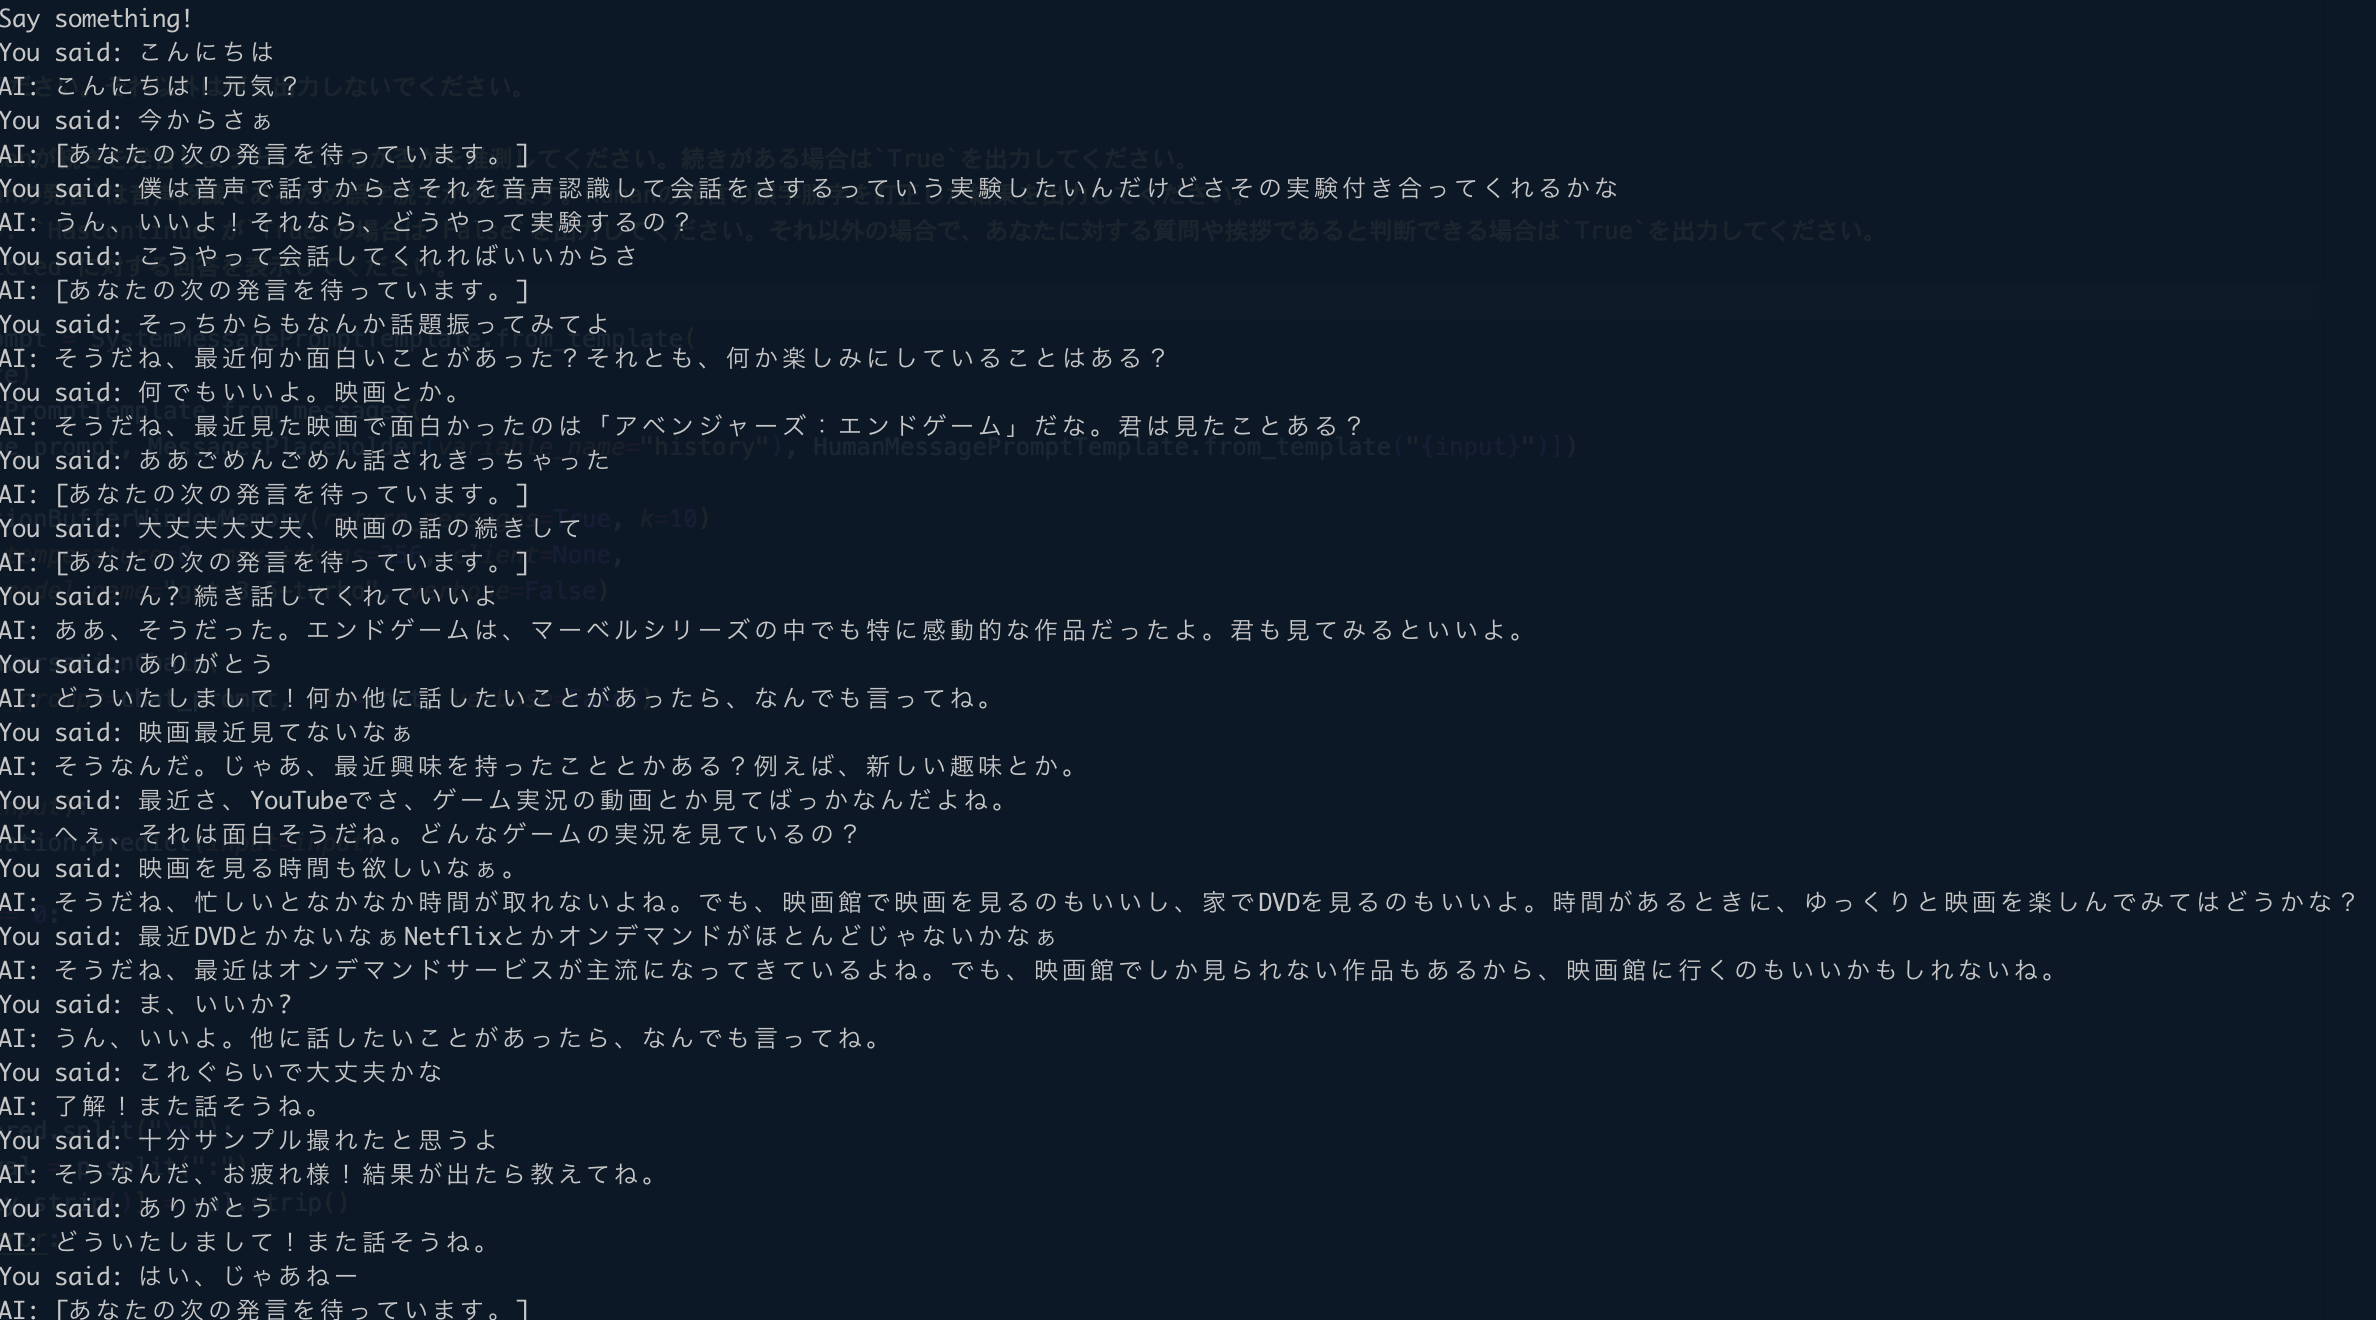 Say something!
You said: こんにちは
AI: こんにちは！元気？
You said: 今からさぁ
AI: [あなたの次の発言を待っています。]
You said: 僕は音声で話すからさそれを音声認識して会話をさするっていう実験したいんだけどさその実験付き合ってくれるかな
AI: うん、いいよ！それなら、どうやって実験するの？
You said: こうやって会話してくれればいいからさ
AI: [あなたの次の発言を待っています。]
You said: そっちからもなんか話題振ってみてよ
AI: そうだね、最近何か面白いことがあった？それとも、何か楽しみにしていることはある？
You said: 何でもいいよ。映画とか。
AI: そうだね、最近見た映画で面白かったのは「アベンジャーズ：エンドゲーム」だな。君は見たことある？
You said: ああごめんごめん話されきっちゃった
AI: [あなたの次の発言を待っています。]
You said: 大丈夫大丈夫、映画の話の続きして
AI: [あなたの次の発言を待っています。]
You said: ん? 続き話してくれていいよ
AI: ああ、そうだった。エンドゲームは、マーベルシリーズの中でも特に感動的な作品だったよ。君も見てみるといいよ。
You said: ありがとう
AI: どういたしまして！何か他に話したいことがあったら、なんでも言ってね。
You said: 映画最近見てないなぁ
AI: そうなんだ。じゃあ、最近興味を持ったこととかある？例えば、新しい趣味とか。
You said: 最近さ、YouTubeでさ、ゲーム実況の動画とか見てばっかなんだよね。
AI: へぇ、それは面白そうだね。どんなゲームの実況を見ているの？
You said: 映画を見る時間も欲しいなぁ。
AI: そうだね、忙しいとなかなか時間が取れないよね。でも、映画館で映画を見るのもいいし、家でDVDを見るのもいいよ。時間があるときに、ゆっくりと映画を楽しんでみてはどうかな？
You said: 最近DVDとかないなぁNetflixとかオンデマンドがほとんどじゃないかなぁ
AI: そうだね、最近はオンデマンドサービスが主流になってきているよね。でも、映画館でしか見られない作品もあるから、映画館に行くのもいいかもしれないね。
You said: ま、いいか?
AI: うん、いいよ。他に話したいことがあったら、なんでも言ってね。
You said: これぐらいで大丈夫かな
AI: 了解！また話そうね。
You said: 十分サンプル撮れたと思うよ
AI: そうなんだ、お疲れ様！結果が出たら教えてね。
You said: ありがとう
AI: どういたしまして！また話そうね。
You said: はい、じゃあねー
AI: [あなたの次の発言を待っています。]